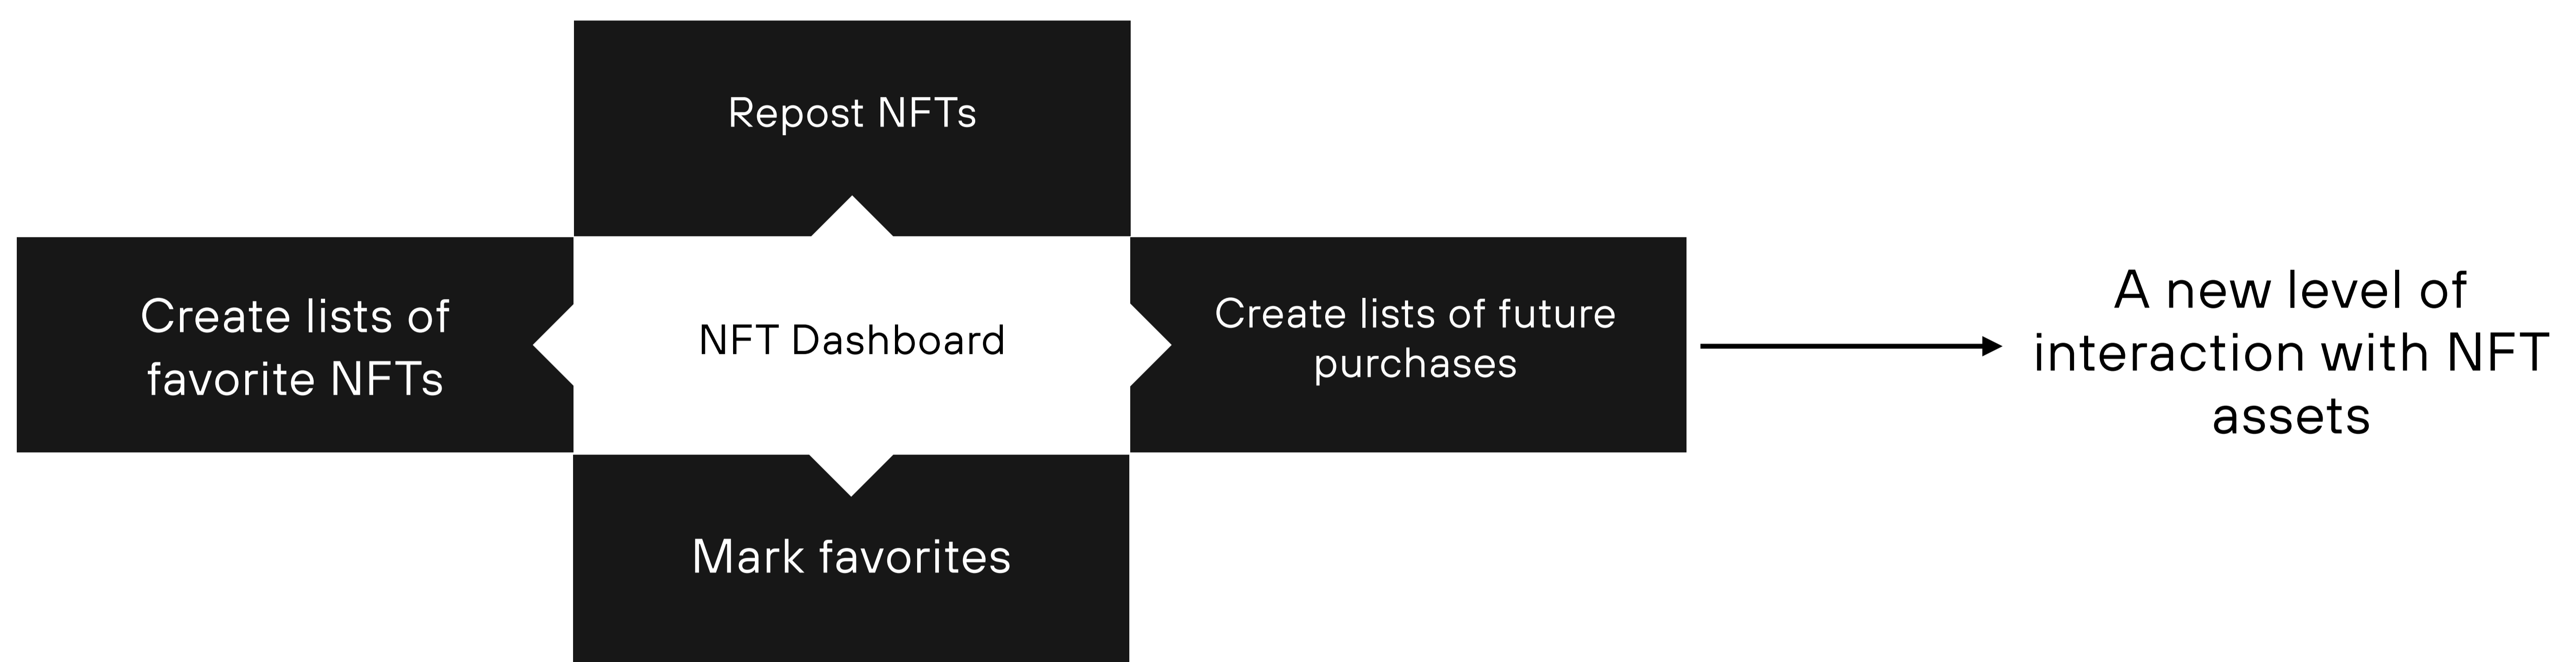 Repost NFTs
Create lists of
favorite NFTs
NFT Dashboard
Create lists of future
purchases
A new level of
interaction with NFT
assets
Mark favorites